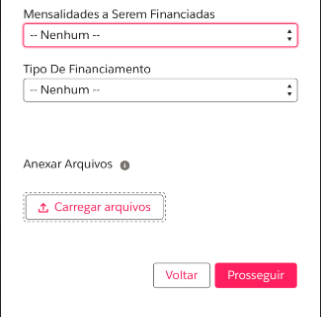 Mensalidades a Serem Financiadas
-- Nenhum --
Tipo De Financiamento
-- Nenhum --
Anexar Arquivos
Carregar arquivos
Voltar Prosseguir